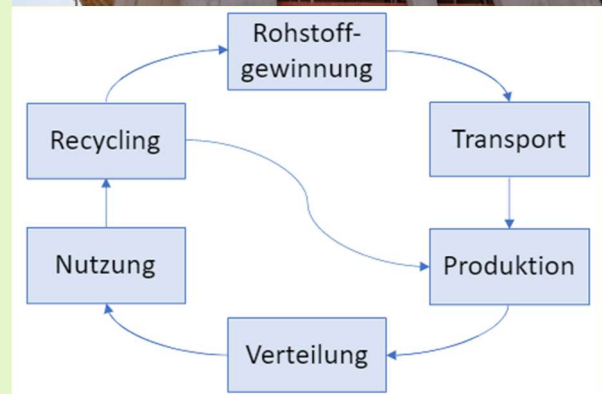 Rohstoff-
gewinnung
Transport
Produktion
Verteilung
Nutzung
Recycling